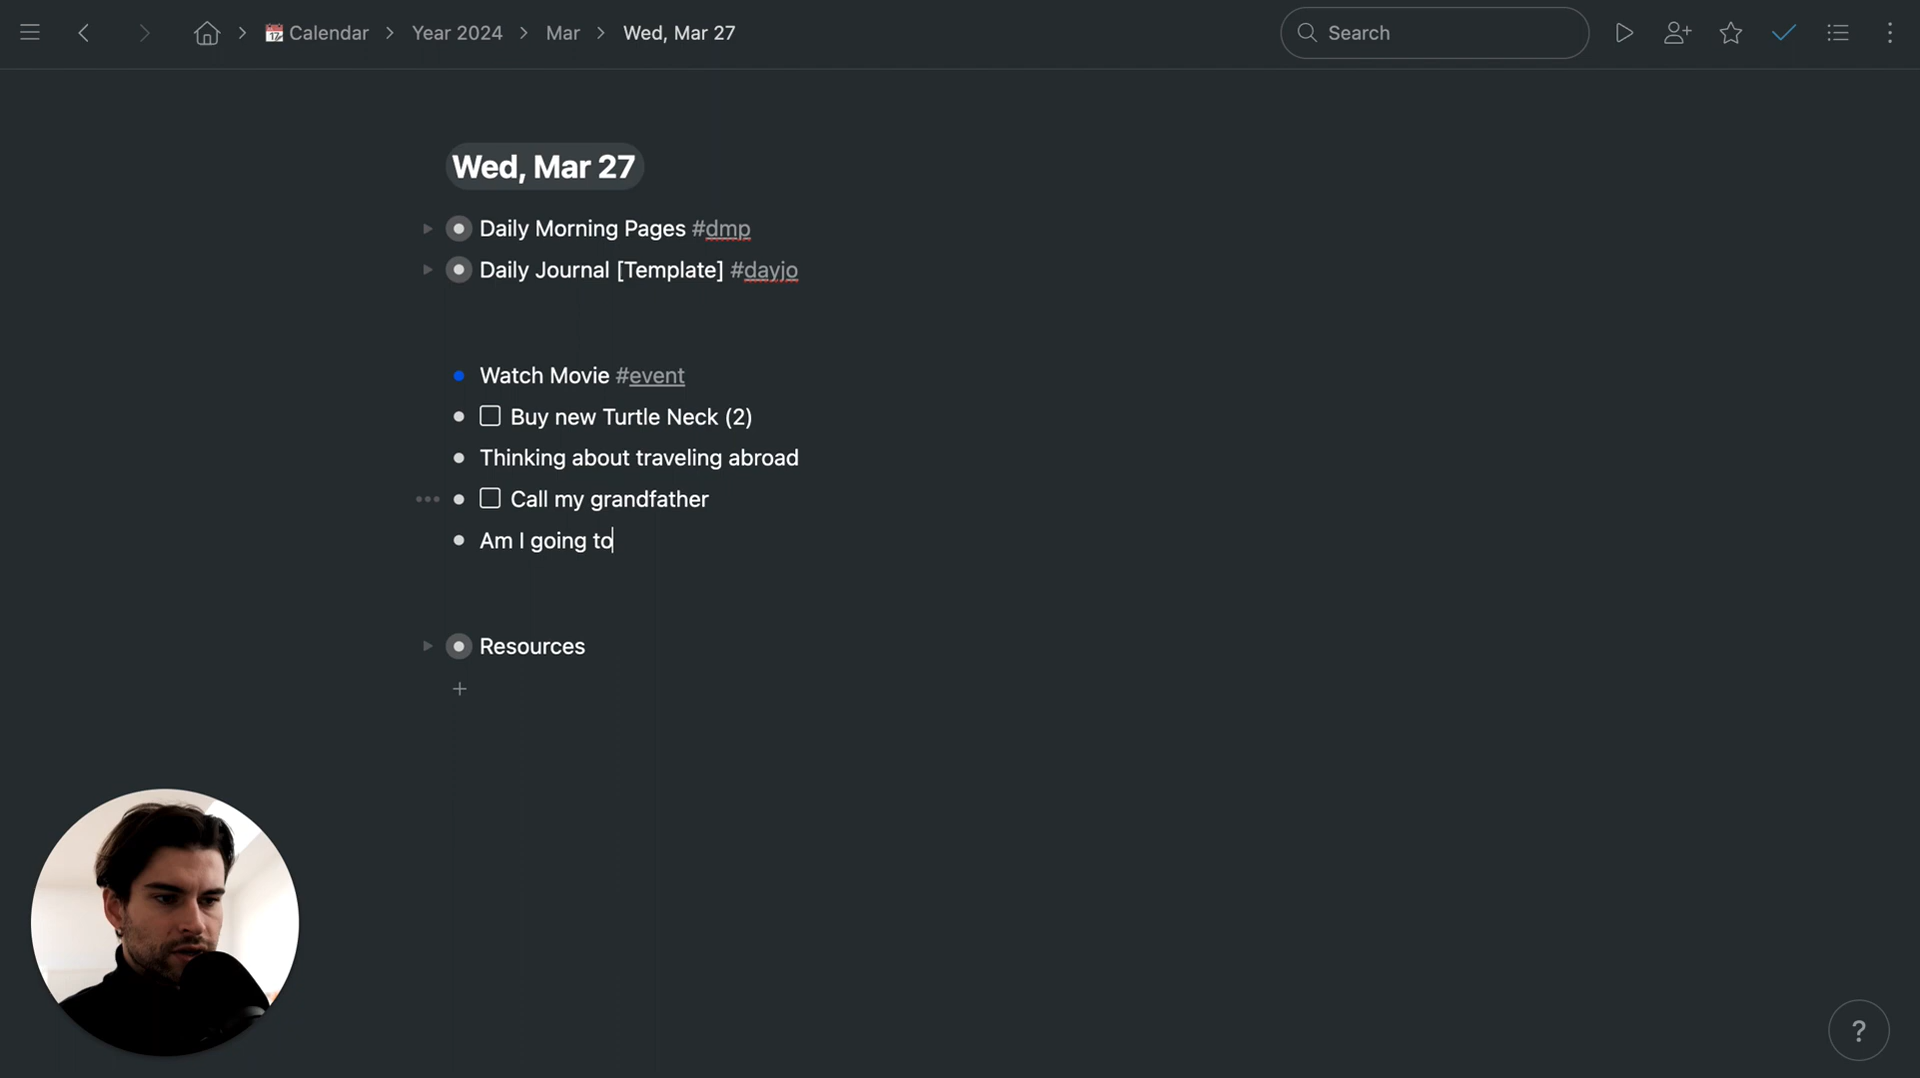 Calendar Year 2024 Mar Wed, Mar 27 Search
Wed, Mar 27
Daily Morning Pages #dmp
Daily Journal [Template] #dayjo
Watch Movie #event
Buy new Turtle Neck (2)
Thinking about traveling abroad
Call my grandfather
Am I going to
Resources
?